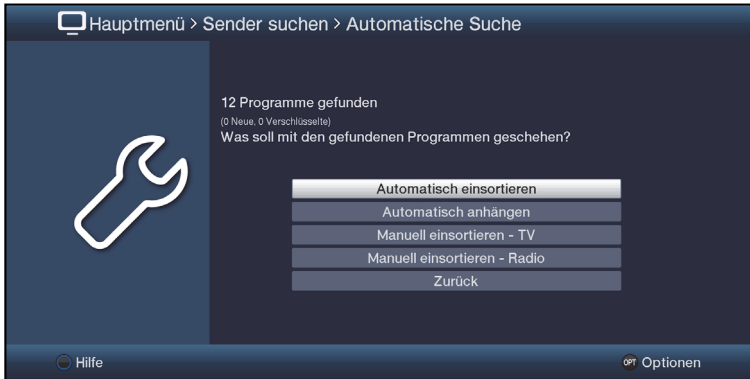 Hauptmenü > Sender suchen > Automatische Suche
12 Programme gefunden
(0 Neue, 0 Verschlüsselte)
Was soll mit den gefundenen Programmen geschehen?
Automatisch einsortieren
Automatisch anhängen
Manuell einsortieren - TV
Manuell einsortieren - Radio
Zurück
Hilfe
OPT Optionen